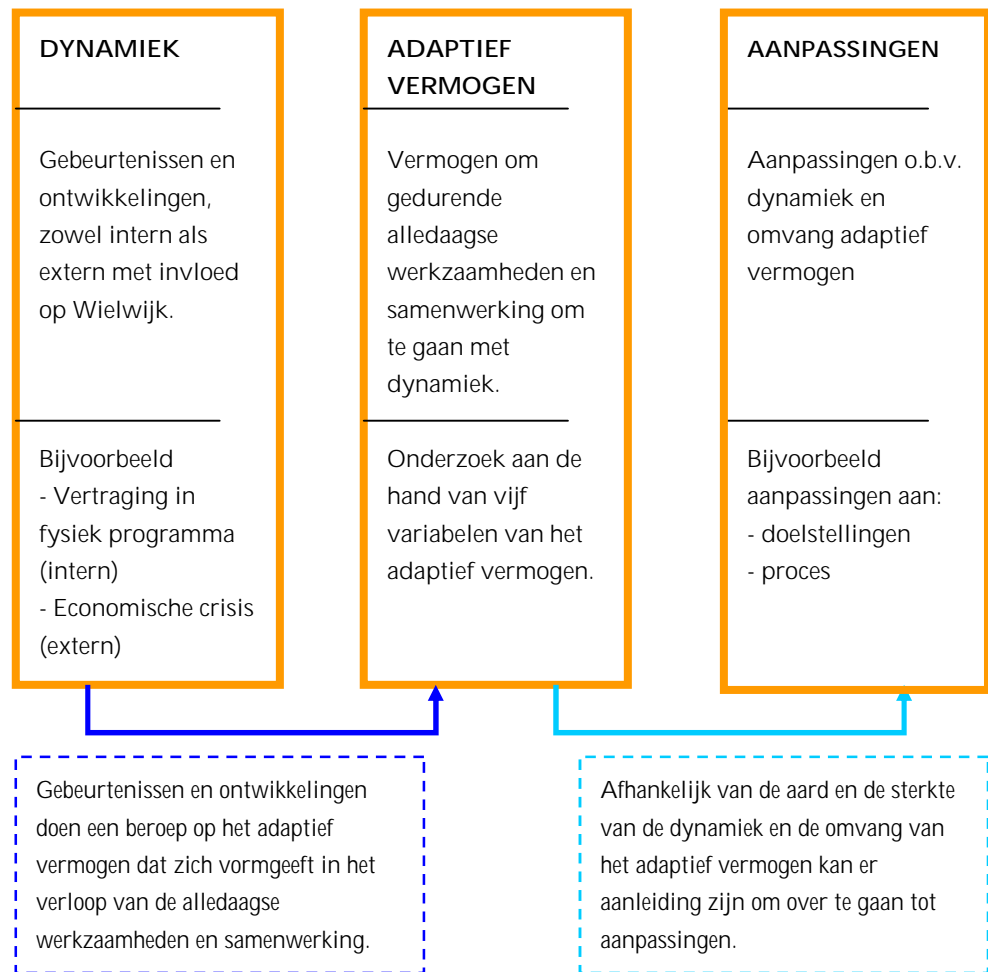 DYNAMIEK
Gebeurtenissen en
ontwikkelingen,
zowel intern als
extern met invloed
op Wielwijk.
Bijvoorbeeld
- Vertraging in
fysiek programma
(intern)
- Economische crisis
(extern)
ADAPTIEF
VERMOGEN
Vermogen om
gedurende
alledaagse
werkzaamheden en
samenwerking om
te gaan met
dynamiek.
Onderzoek aan de
hand van vijf
variabelen van het
adaptief vermogen.
AANPASSINGEN
Aanpassingen o.b.v.
dynamiek en
omvang adaptief
vermogen
Bijvoorbeeld
aanpassingen aan:
- doelstellingen
- proces
Gebeurtenissen en ontwikkelingen
doen een beroep op het adaptief
vermogen dat zich vormgeeft in het
verloop van de alledaagse
werkzaamheden en samenwerking.
Afhankelijk van de aard en de sterkte
van de dynamiek en de omvang van
het adaptief vermogen kan er
aanleiding zijn om over te gaan tot
aanpassingen.